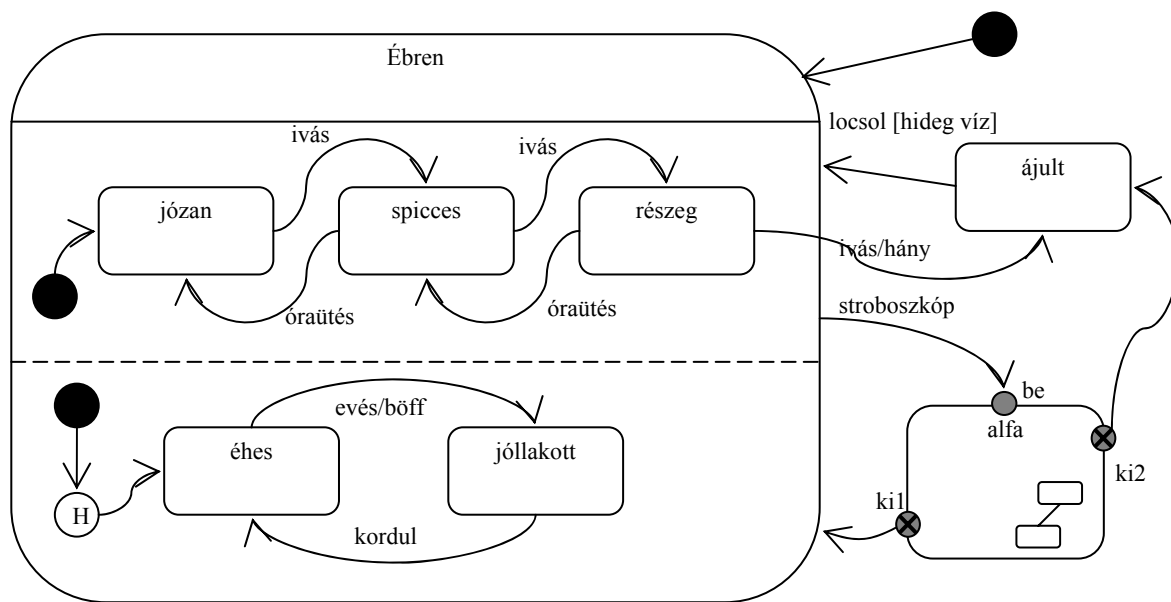 Ébren
locsol [hideg víz]
ivás
ivás
ájult
józan
spicces
részeg
ivás/hány
óraütés
óraütés
stroboszkóp
be
evés/böff
alfa
éhes
jóllakott
ki2
ki1
H
kordul